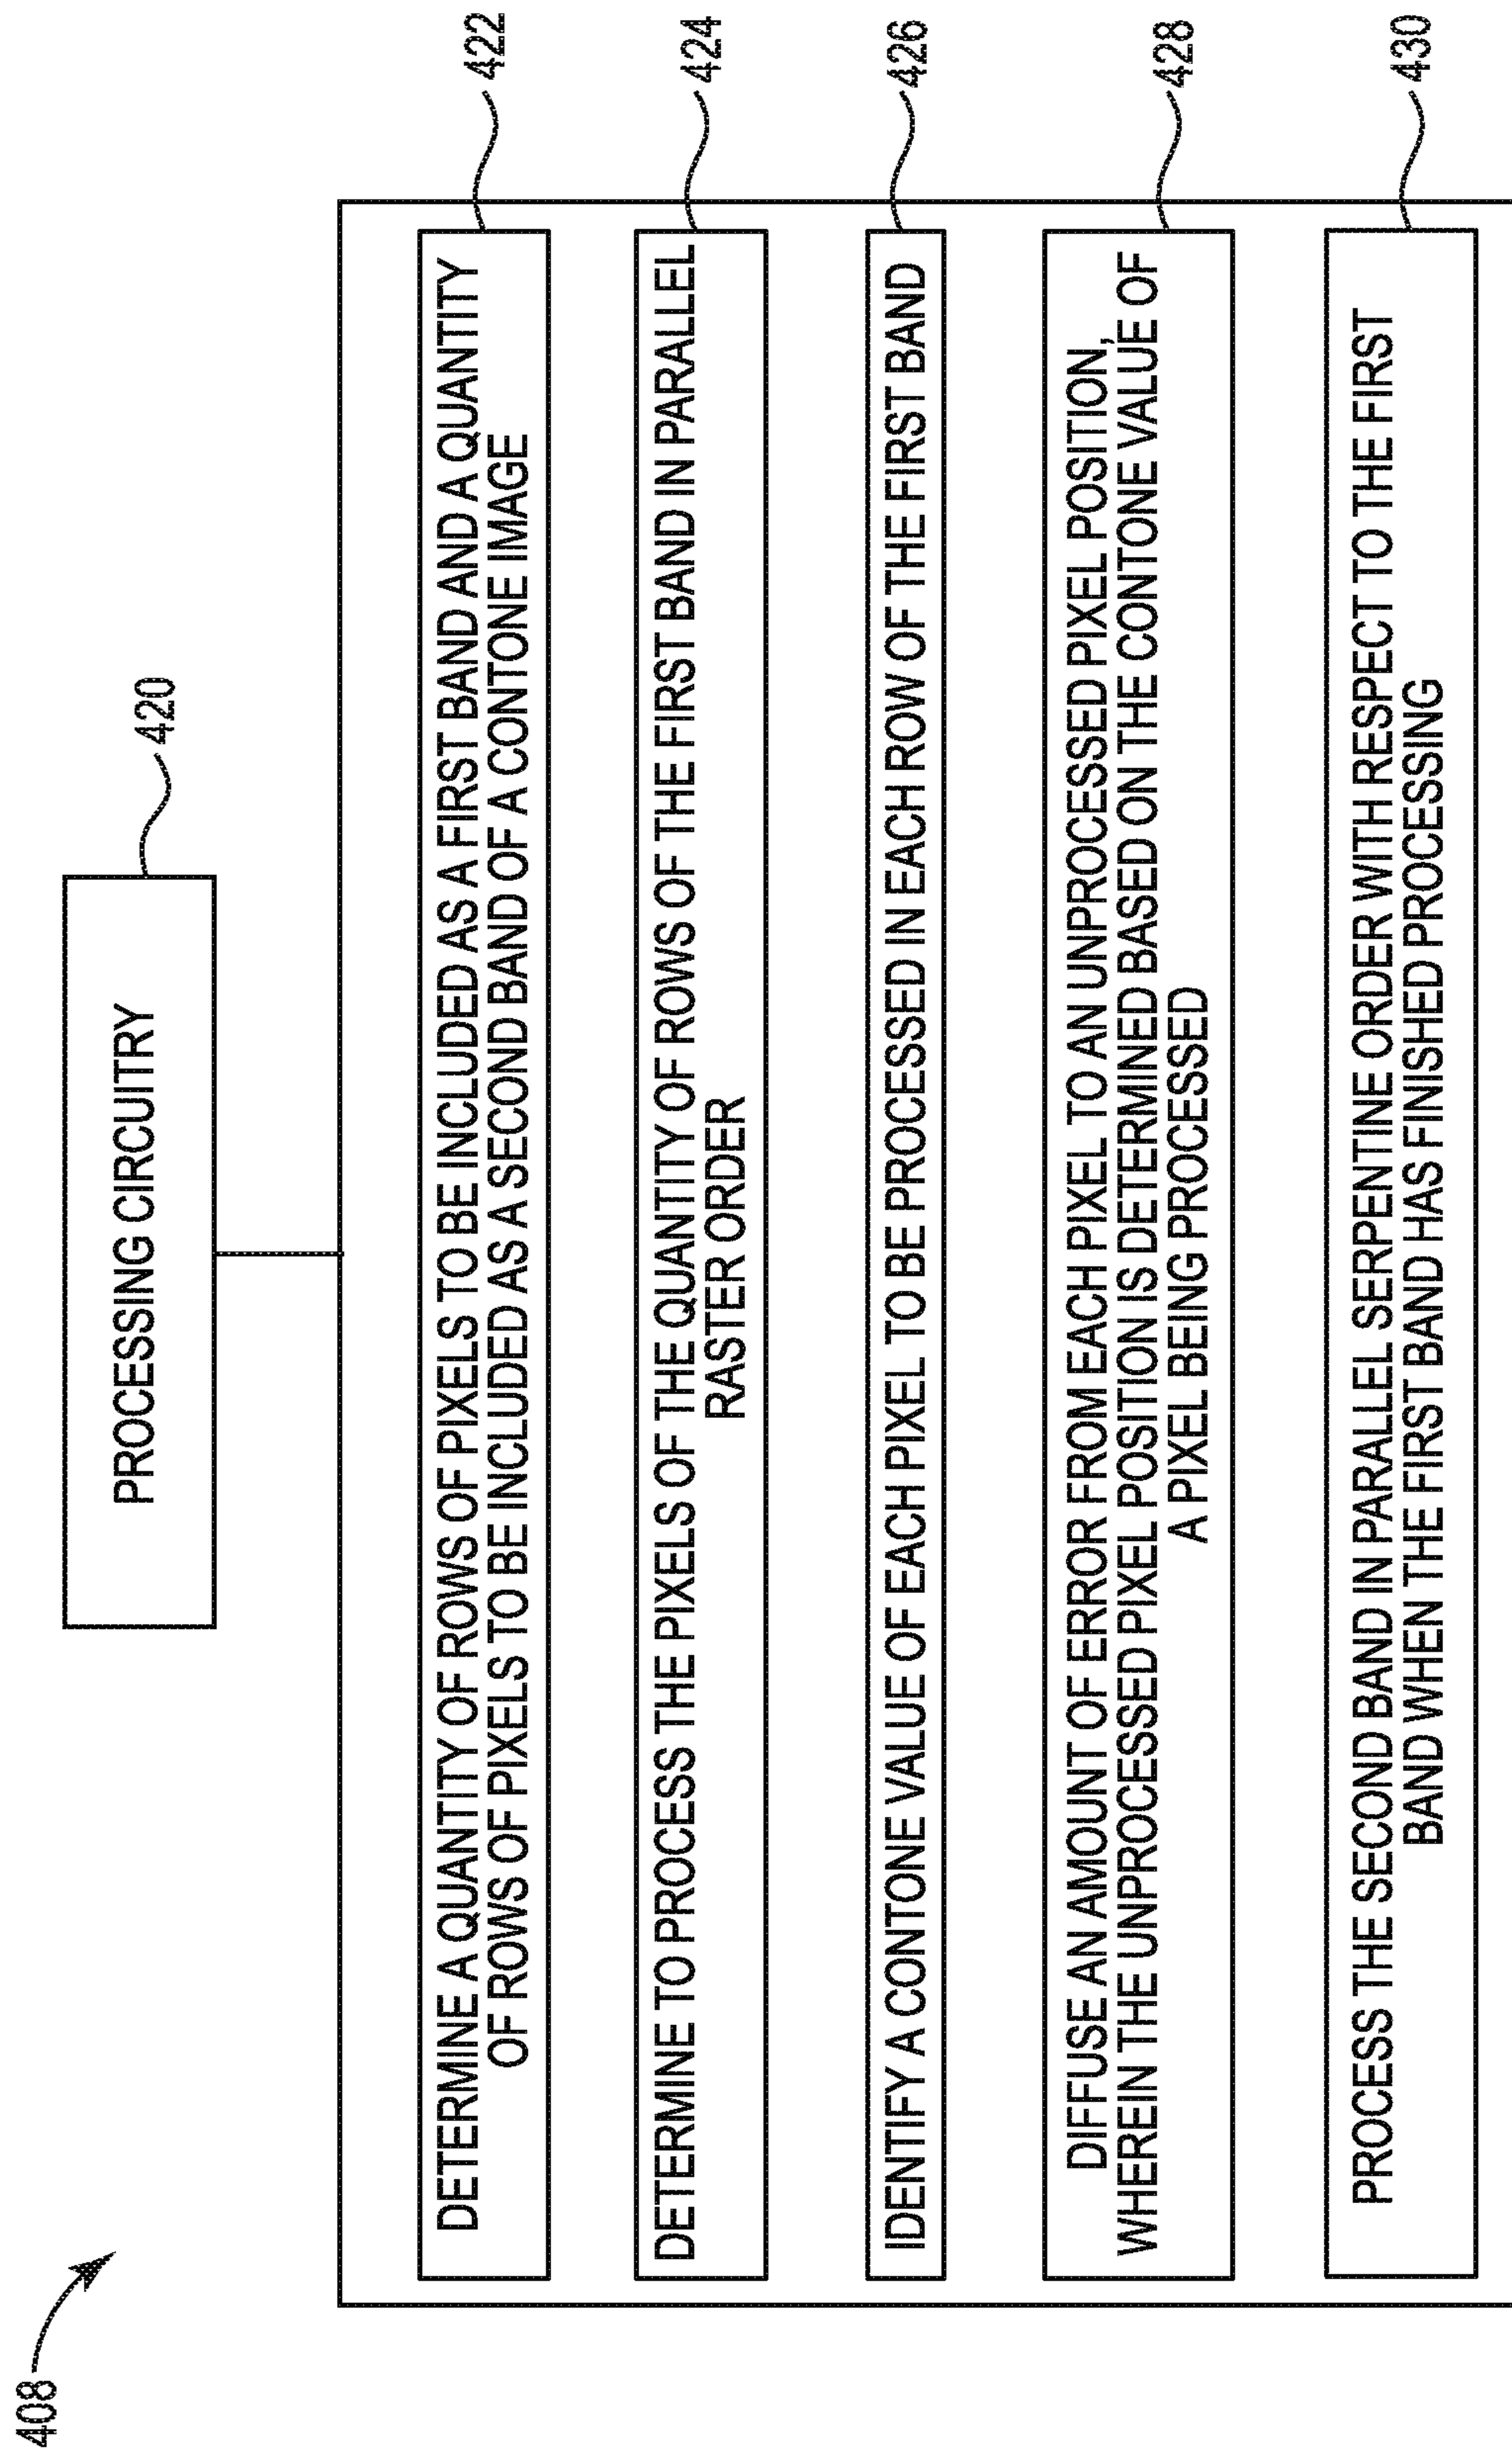 408
PROCESSING CIRCUITRY
420
DETERMINE A QUANTITY OF ROWS OF PIXELS TO BE INCLUDED AS A FIRST BAND AND A QUANTITY
OF ROWS OF PIXELS TO BE INCLUDED AS A SECOND BAND OF A CONTONE IMAGE
422
DETERMINE TO PROCESS THE PIXELS OF THE QUANTITY OF ROWS OF THE FIRST BAND IN PARALLEL
RASTER ORDER
424
IDENTIFY A CONTONE VALUE OF EACH PIXEL TO BE PROCESSED IN EACH ROW OF THE FIRST BAND
426
DIFFUSE AN AMOUNT OF ERROR FROM EACH PIXEL TO AN UNPROCESSED PIXEL POSITION,
WHEREIN THE UNPROCESSED PIXEL POSITION IS DETERMINED BASED ON THE CONTONE VALUE OF
A PIXEL BEING PROCESSED
428
PROCESS THE SECOND BAND IN PARALLEL SERPENTINE ORDER WITH RESPECT TO THE FIRST
BAND WHEN THE FIRST BAND HAS FINISHED PROCESSING
430